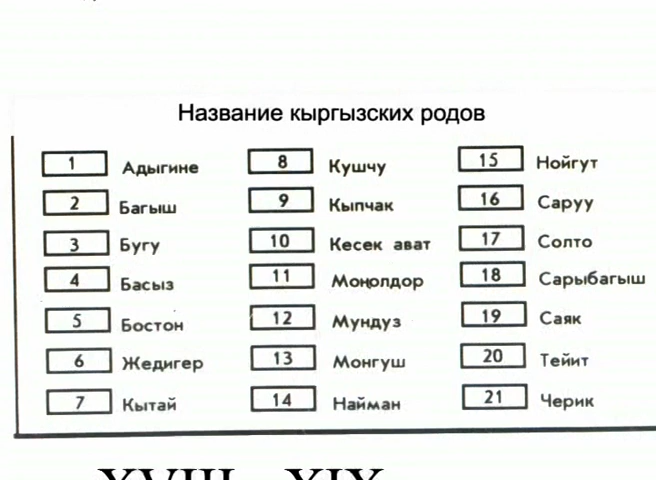 Название кыргызских родов
1 Адыгине
2 Багыш
3 Бугу
4 Басыз
5 Бостон
6 Жедигер
7 Кытай
8 Кушчу
9 Кыпчак
10 Кесек ават
11 Моңолдор
12 Мундуз
13 Монгуш
14 Найман
15 Нойгут
16 Саруу
17 Солто
18 Сарыбагыш
19 Саяк
20 Тейит
21 Черик